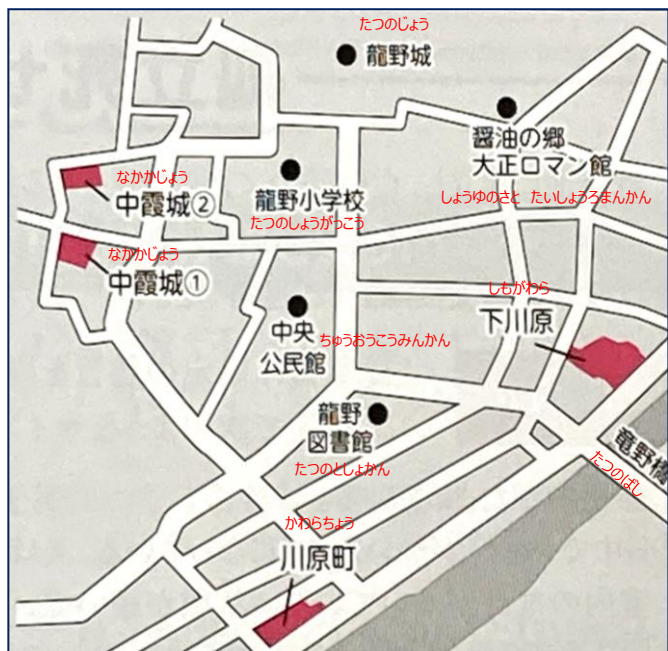 たつのじょう
龍野城
醤油の郷
大正ロマン館
しょうゆのさと たいしょうろまんかん
なかかじょう
中霞城②
龍野小学校
たつのしょうがっこう
なかかじょう
中霞城①
しもがわら
下川原
中央
公民館
ちゅうおうこうみんかん
龍野
図書館
たつのとしょかん
竜野橋
たつのばし
かわらちょう
川原町